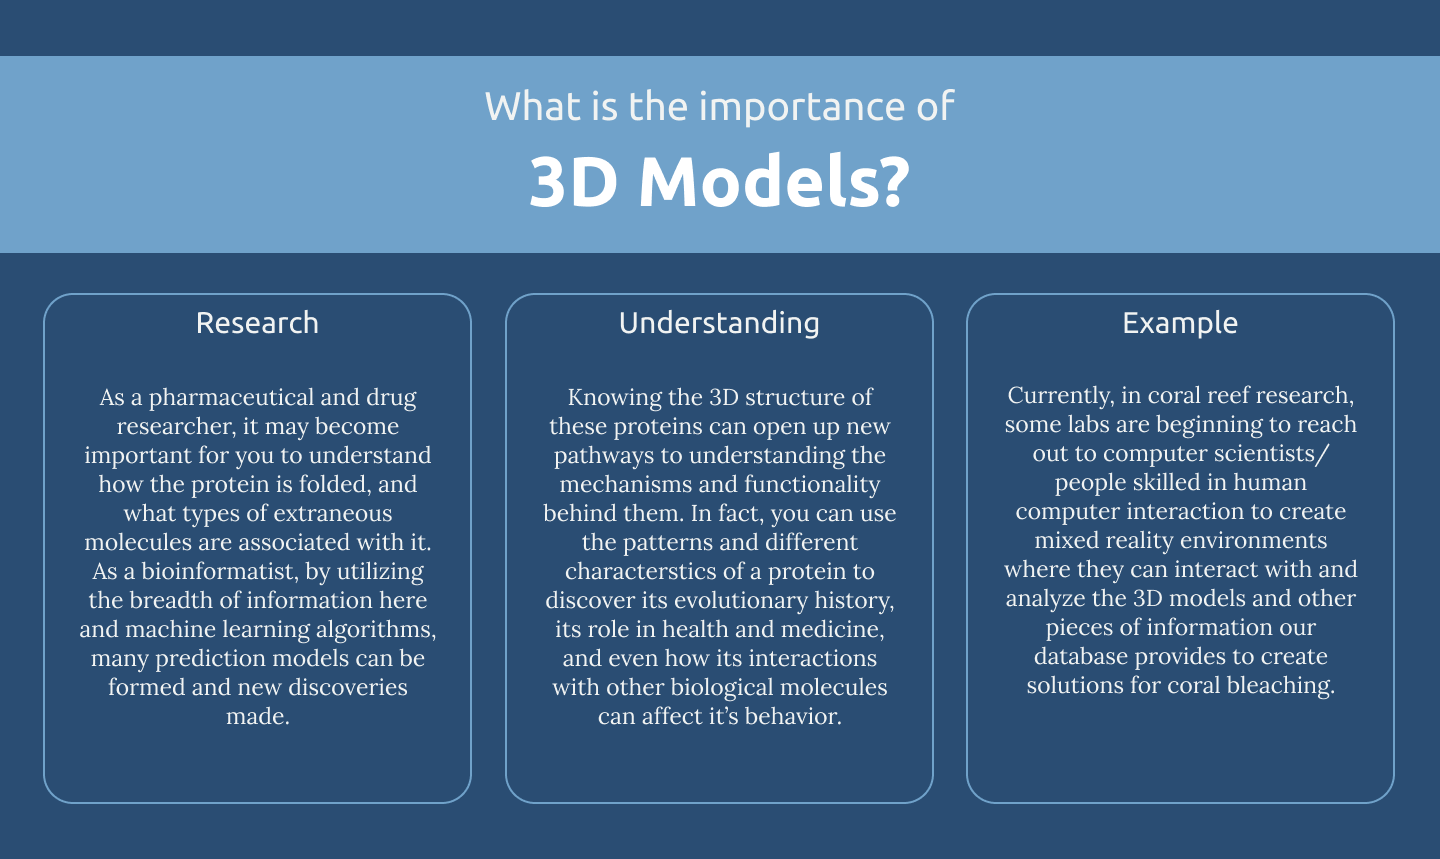 What is the importance of
3D Models?
Research
As a pharmaceutical and drug
researcher, it may become
important for you to understand
how the protein is folded, and
what types of extraneous
molecules are associated with it.
As a bioinformatist, by utilizing
the breadth of information here
and machine learning algorithms,
many prediction models can be
formed and new discoveries
made.
Understanding
Knowing the 3D structure of
these proteins can open up new
pathways to understanding the
mechanisms and functionality
behind them. In fact, you can use
the patterns and different
characterstics of a protein to
discover its evolutionary history,
its role in health and medicine,
and even how its interactions
with other biological molecules
can affect it’s behavior.
Example
Currently, in coral reef research,
some labs are beginning to reach
out to computer scientists/
people skilled in human
computer interaction to create
mixed reality environments
where they can interact with and
analyze the 3D models and other
pieces of information our
database provides to create
solutions for coral bleaching.